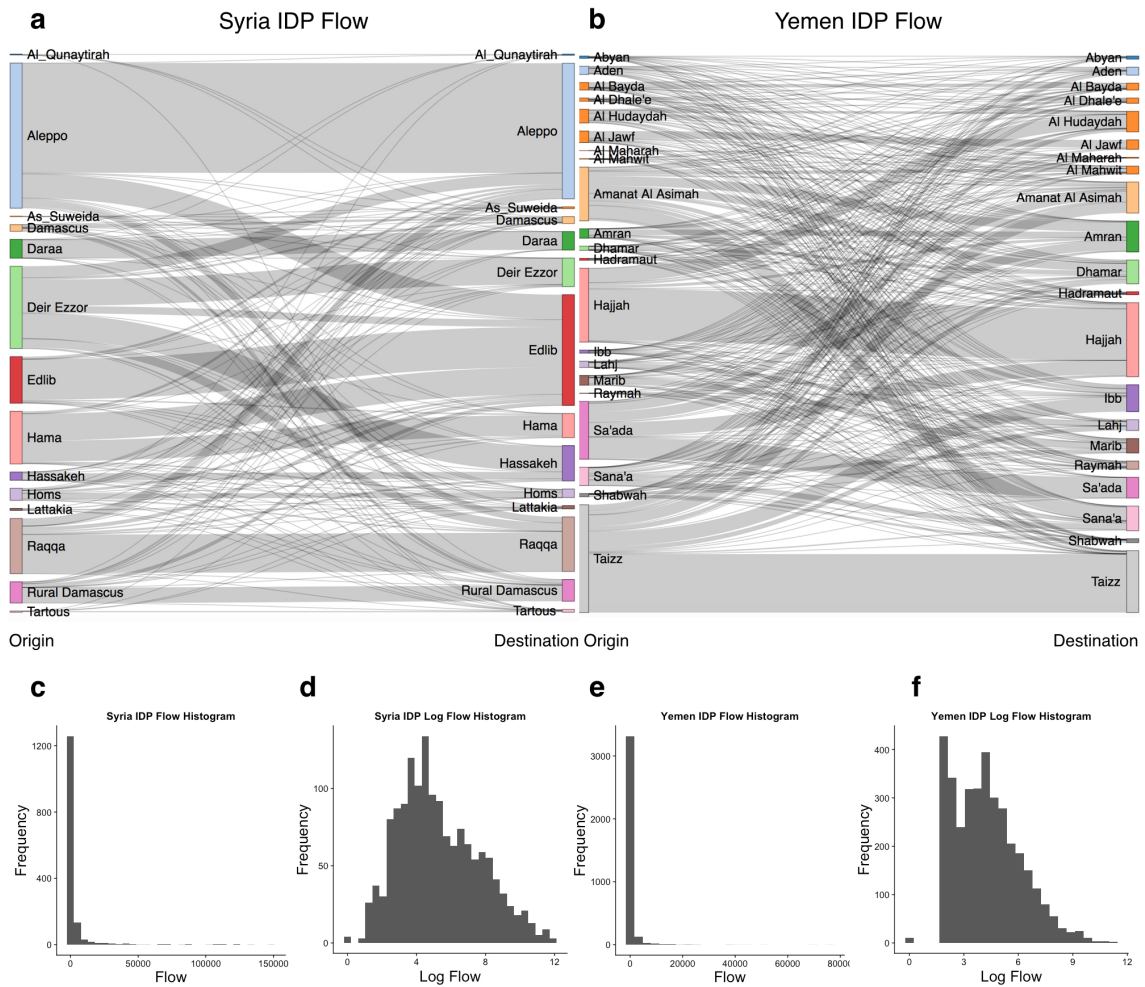 a
Syria IDP Flow
Al_Qunaytirah
Aleppo
As_Suweida
Damascus
Daraa
Deir Ezzor
Edlib
Hama
Hassakeh
Homs
Lattakia
Raqqa
Rural Damascus
Tartous
Al_Qunaytirah
Aleppo
As_Suweida
Damascus
Daraa
Deir Ezzor
Edlib
Hama
Hassakeh
Homs
Lattakia
Raqqa
Rural Damascus
Tartous
Origin
Destination
b
Yemen IDP Flow
Abyan
Aden
Al Bayda
Al Dhale'e
Al Hudaydah
Al Jawf
Al Maharah
Al Mahwit
Amanat Al Asimah
Amran
Dhamar
Hadramaut
Hajjah
Ibb
Lahj
Marib
Raymah
Sa'ada
Sana'a
Shabwah
Taizz
Abyan
Aden
Al Bayda
Al Dhale'e
Al Hudaydah
Al Jawf
Al Maharah
Al Mahwit
Amanat Al Asimah
Amran
Dhamar
Hadramaut
Hajjah
Ibb
Lahj
Marib
Raymah
Sa'ada
Sana'a
Shabwah
Taizz
Origin
Destination
c
Syria IDP Flow Histogram
Frequency
1200
800
400
0
0 50000 100000 150000
Flow
d
Syria IDP Log Flow Histogram
Frequency
100
50
0
0 4 8 12
Log Flow
e
Yemen IDP Flow Histogram
Frequency
3000
2000
1000
0
0 20000 40000 60000
Flow
f
Yemen IDP Log Flow Histogram
Frequency
400
300
200
100
0
0 3 6 9 12
Log Flow